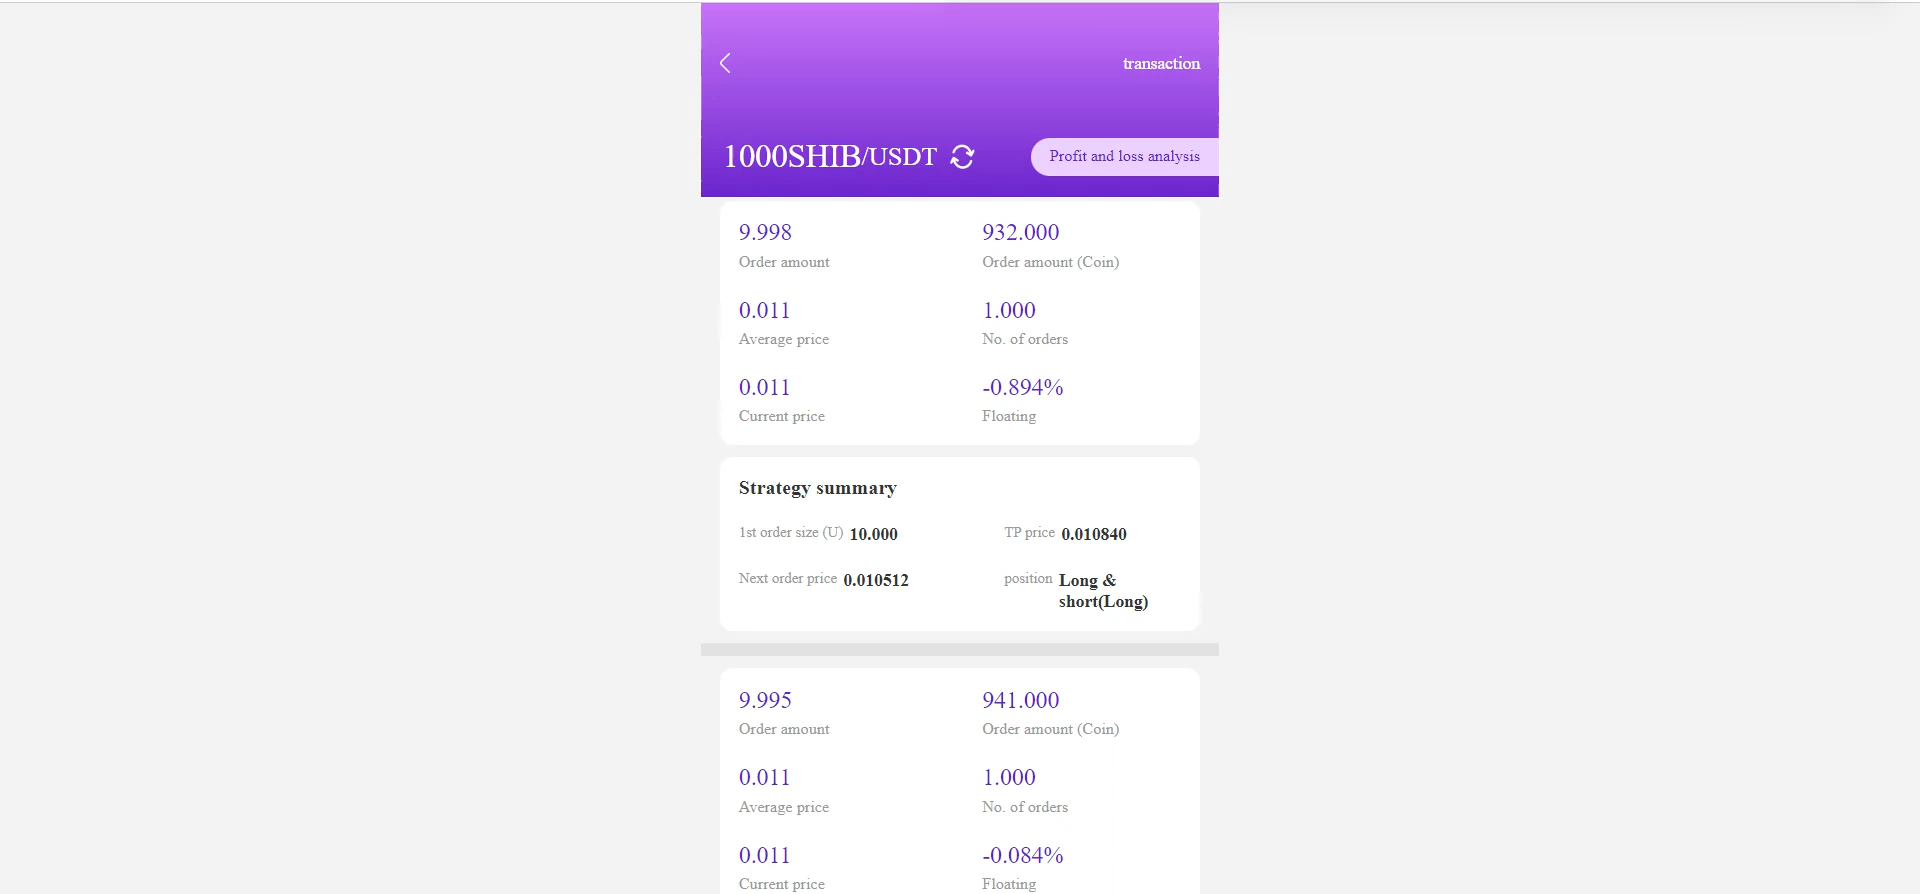 transaction
1000SHIB/USDT
Profit and loss analysis
9.998 932.000
Order amount Order amount (Coin)
0.011 1.000
Average price No. of orders
0.011 -0.894%
Current price Floating
Strategy summary
1st order size (U) 10.000 TP price 0.010840
Next order price 0.010512 position Long &
short(Long)
9.995 941.000
Order amount Order amount (Coin)
0.011 1.000
Average price No. of orders
0.011 -0.084%
Current price Floating